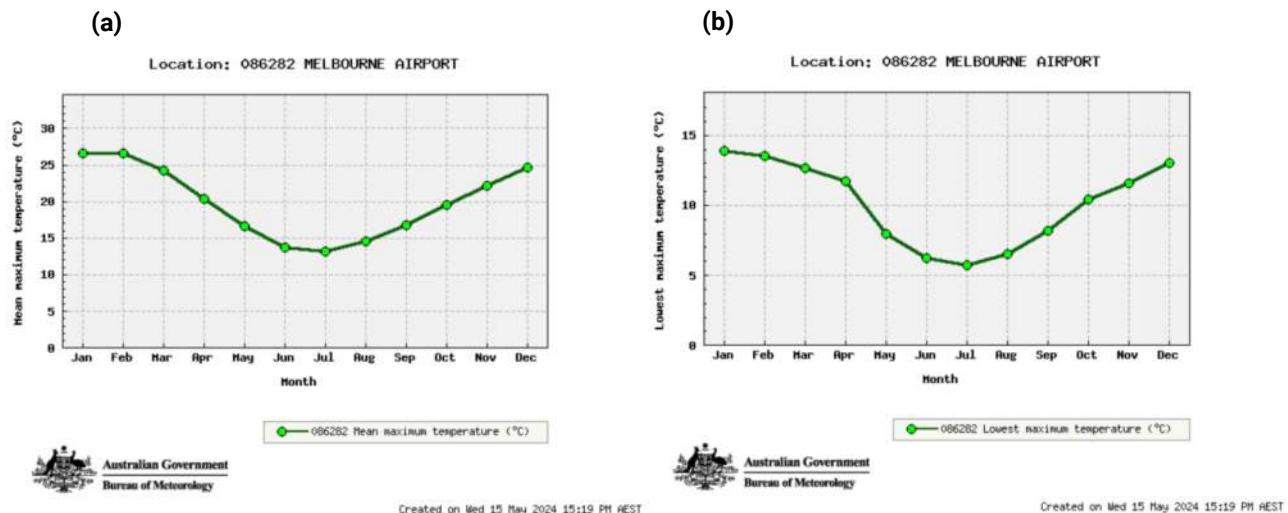 (a)
Location: 086282 MELBOURNE AIRPORT
Mean maximum temperature (°C)
30
25
20
15
10
5
0
Jan Feb Mar Apr May Jun Jul Aug Sep Oct Nov Dec
Month
086282 Mean maximum temperature (°C)
Australian Government
Bureau of Meteorology
Created on Wed 15 May 2024 15:19 PM AEST
(b)
Location: 086282 MELBOURNE AIRPORT
Lowest maximum temperature (°C)
15
10
5
0
Jan Feb Mar Apr May Jun Jul Aug Sep Oct Nov Dec
Month
086282 Lowest maximum temperature (°C)
Australian Government
Bureau of Meteorology
Created on Wed 15 May 2024 15:19 PM AEST